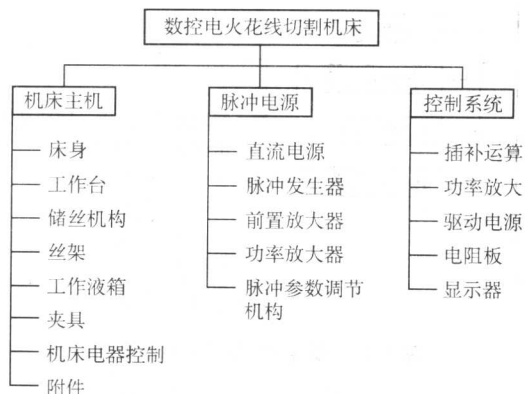 数控电火花线切割机床
机床主机
床身
工作台
储丝机构
丝架
工作液箱
夹具
机床电器控制
附件
脉冲电源
直流电源
脉冲发生器
前置放大器
功率放大器
脉冲参数调节
机构
控制系统
插补运算
功率放大
驱动电源
电阻板
显示器